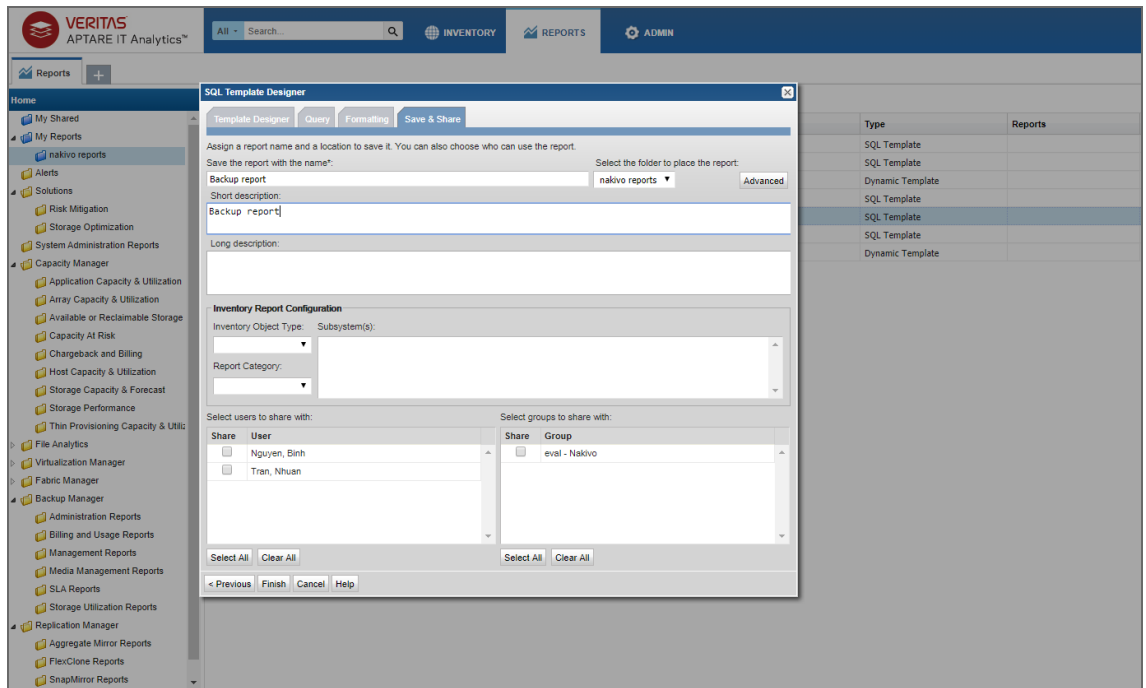 VERITAS
APTARE IT Analytics™
All
Search...
INVENTORY
REPORTS
ADMIN
Reports
+
Home
My Shared
My Reports
nakivo reports
Alerts
Solutions
Risk Mitigation
Storage Optimization
System Administration Reports
Capacity Manager
Application Capacity & Utilization
Array Capacity & Utilization
Available or Reclaimable Storage
Capacity At Risk
Chargeback and Billing
Host Capacity & Utilization
Storage Capacity & Forecast
Storage Performance
Thin Provisioning Capacity & Utiliz
File Analytics
Virtualization Manager
Fabric Manager
Backup Manager
Administration Reports
Billing and Usage Reports
Management Reports
Media Management Reports
SLA Reports
Storage Utilization Reports
Replication Manager
Aggregate Mirror Reports
FlexClone Reports
SnapMirror Reports
SQL Template Designer
Template Designer Query Formatting Save & Share
Assign a report name and a location to save it. You can also choose who can use the report.
Save the report with the name*: Select the folder to place the report:
Backup report nakivo reports Advanced
Short description:
Backup report
Long description:
Inventory Report Configuration
Inventory Object Type: Subsystem(s):
Report Category:
Select users to share with: Select groups to share with:
Share User Share Group
Nguyen, Binh eval - Nakivo
Tran, Nhuan
Select All Clear All Select All Clear All
< Previous Finish Cancel Help
Type Reports
SQL Template
SQL Template
Dynamic Template
SQL Template
SQL Template
SQL Template
Dynamic Template